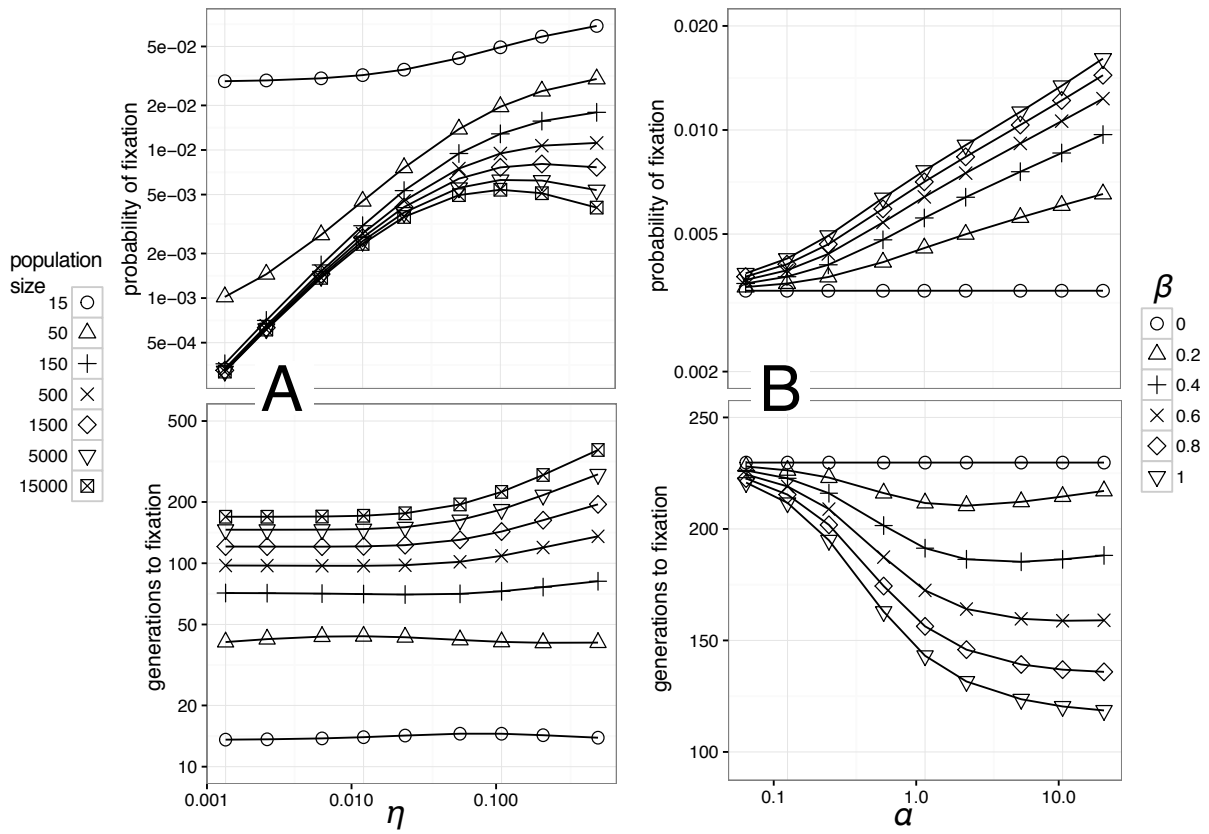 population
size
15
50
150
500
1500
5000
15000
A
probability of fixation
5e−02
2e−02
1e−02
5e−03
2e−03
1e−03
5e−04
generations to fixation
500
200
100
50
20
10
0.001
0.010
0.100
η
B
probability of fixation
0.020
0.010
0.005
0.002
generations to fixation
250
200
150
100
0.1
1.0
10.0
α
β
0
0.2
0.4
0.6
0.8
1